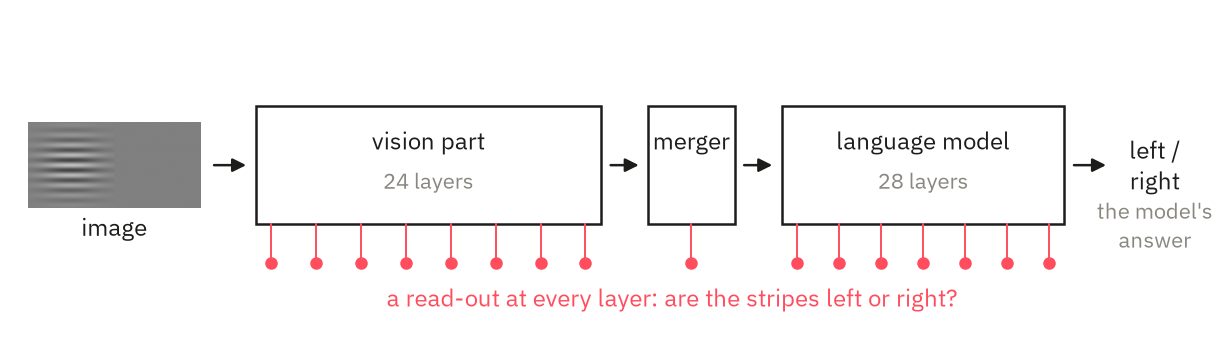 image
vision part
24 layers
merger
language model
28 layers
left /
right
the model's
answer
a read-out at every layer: are the stripes left or right?